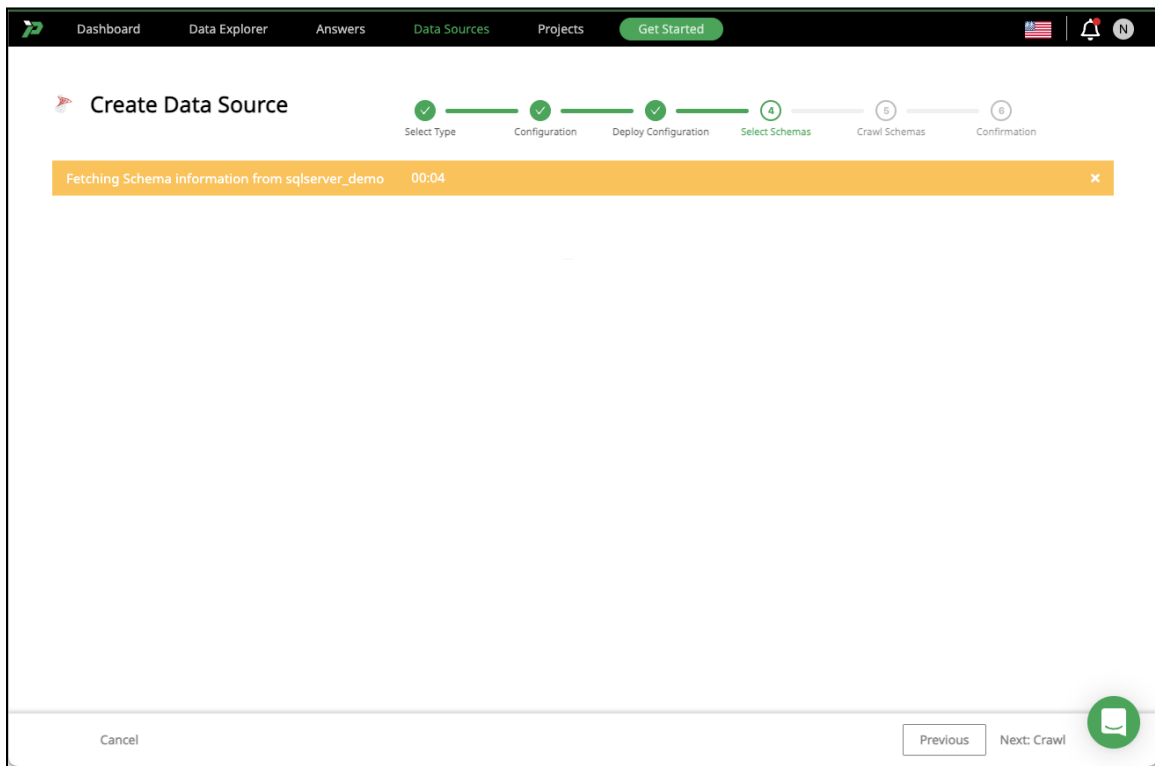 Dashboard Data Explorer Answers Data Sources Projects Get Started N
Create Data Source
4 5 6
Select Type Configuration Deploy Configuration Select Schemas Crawl Schemas Confirmation
Fetching Schema information from sqlserver_demo 00:04 ×
Cancel Previous Next: Crawl